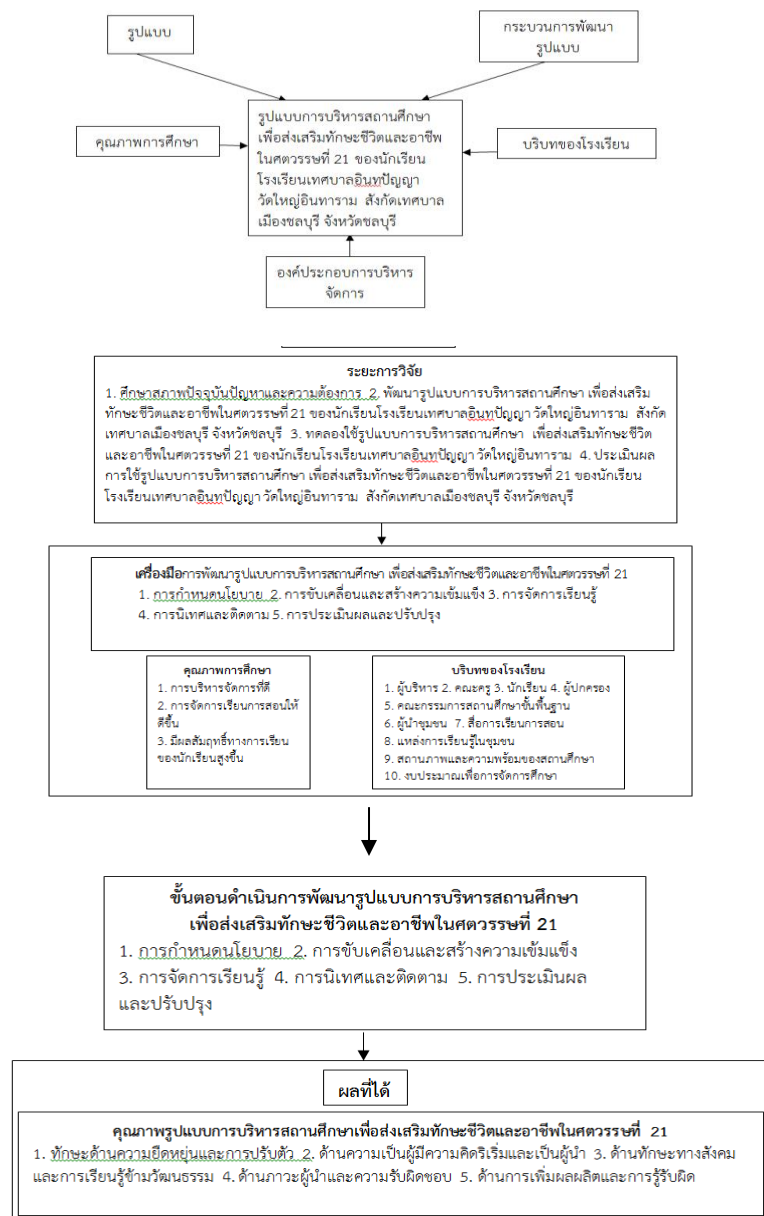 รูปแบบ
กระบวนการพัฒนา
รูปแบบ
รูปแบบการบริหารสถานศึกษา
เพื่อส่งเสริมทักษะชีวิตและอาชีพ
ในศตวรรษที่ 21 ของนักเรียน
โรงเรียนเทศบาลอินทปัญญา
วัดใหญ่อินทาราม สังกัดเทศบาล
เมืองชลบุรี จังหวัดชลบุรี
คุณภาพการศึกษา
บริบทของโรงเรียน
องค์ประกอบการบริหาร
จัดการ
ระยะการวิจัย
1. ศึกษาสภาพปัจจุบันปัญหาและความต้องการ 2. พัฒนารูปแบบการบริหารสถานศึกษา เพื่อส่งเสริม
ทักษะชีวิตและอาชีพในศตวรรษที่ 21 ของนักเรียนโรงเรียนเทศบาลอินทปัญญา วัดใหญ่อินทาราม สังกัด
เทศบาลเมืองชลบุรี จังหวัดชลบุรี 3. ทดลองใช้รูปแบบการบริหารสถานศึกษา เพื่อส่งเสริมทักษะชีวิต
และอาชีพในศตวรรษที่ 21 ของนักเรียนโรงเรียนเทศบาลอินทปัญญา วัดใหญ่อินทาราม 4. ประเมินผล
การใช้รูปแบบการบริหารสถานศึกษา เพื่อส่งเสริมทักษะชีวิตและอาชีพในศตวรรษที่ 21 ของนักเรียน
โรงเรียนเทศบาลอินทปัญญา วัดใหญ่อินทาราม สังกัดเทศบาลเมืองชลบุรี จังหวัดชลบุรี
เครื่องมือการพัฒนารูปแบบการบริหารสถานศึกษา เพื่อส่งเสริมทักษะชีวิตและอาชีพในศตวรรษที่ 21
1. การกำหนดนโยบาย 2. การขับเคลื่อนและสร้างความเข้มแข็ง 3. การจัดการเรียนรู้
4. การนิเทศและติดตาม 5. การประเมินผลและปรับปรุง
คุณภาพการศึกษา
1. การบริหารจัดการที่ดี
2. การจัดการเรียนการสอนให้
ดีขึ้น
3. มีผลสัมฤทธิ์ทางการเรียน
ของนักเรียนสูงขึ้น
บริบทของโรงเรียน
1. ผู้บริหาร 2. คณะครู 3. นักเรียน 4. ผู้ปกครอง
5. คณะกรรมการสถานศึกษาขั้นพื้นฐาน
6. ผู้นำชุมชน 7. สื่อการเรียนการสอน
8. แหล่งการเรียนรู้ในชุมชน
9. สถานภาพและความพร้อมของสถานศึกษา
10. งบประมาณเพื่อการจัดการศึกษา
ขั้นตอนดำเนินการพัฒนารูปแบบการบริหารสถานศึกษา
เพื่อส่งเสริมทักษะชีวิตและอาชีพในศตวรรษที่ 21
1. การกำหนดนโยบาย 2. การขับเคลื่อนและสร้างความเข้มแข็ง
3. การจัดการเรียนรู้ 4. การนิเทศและติดตาม 5. การประเมินผล
และปรับปรุง
ผลที่ได้
คุณภาพรูปแบบการบริหารสถานศึกษาเพื่อส่งเสริมทักษะชีวิตและอาชีพในศตวรรษที่ 21
1. ทักษะด้านความยืดหยุ่นและการปรับตัว 2. ด้านความเป็นผู้มีความคิดริเริ่มและเป็นผู้นำ 3. ด้านทักษะทางสังคม
และการเรียนรู้ข้ามวัฒนธรรม 4. ด้านภาวะผู้นำและความรับผิดชอบ 5. ด้านการเพิ่มผลผลิตและการรู้รับผิด